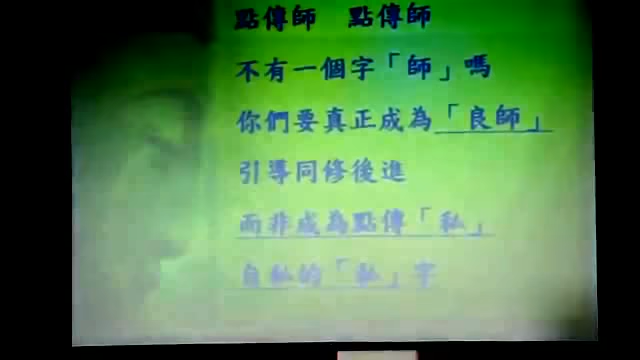 點傳師 點傳師
不有一個字「師」嗎
你們要真正成為「良師」
引導同修後進
而非成為點傳「私」
自私的「私」字